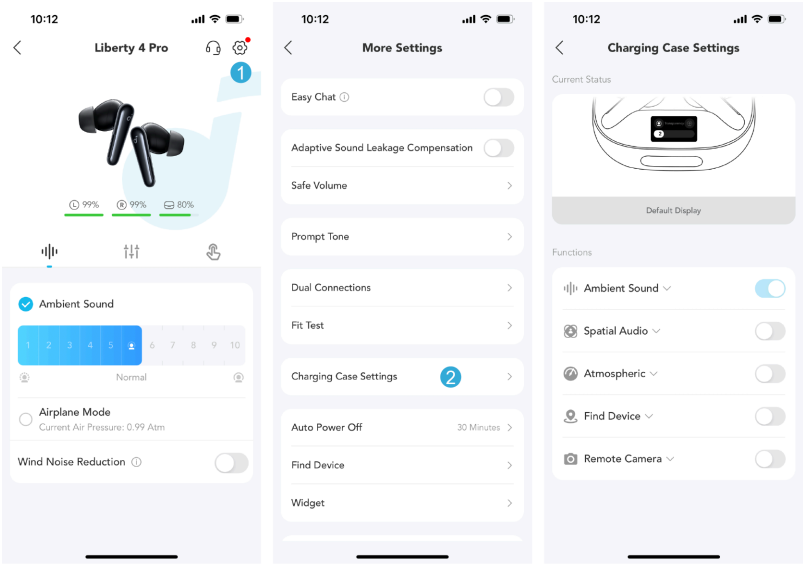 10:12
Liberty 4 Pro
1
L 99%
R 99%
80%
Ambient Sound
1 2 3 4 5 6 7 8 9 10
Normal
Airplane Mode
Current Air Pressure: 0.99 Atm
Wind Noise Reduction
10:12
More Settings
Easy Chat
Adaptive Sound Leakage Compensation
Safe Volume
Prompt Tone
Dual Connections
Fit Test
Charging Case Settings
2
Auto Power Off 30 Minutes
Find Device
Widget
10:12
Charging Case Settings
Current Status
Default Display
Functions
Ambient Sound
Spatial Audio
Atmospheric
Find Device
Remote Camera